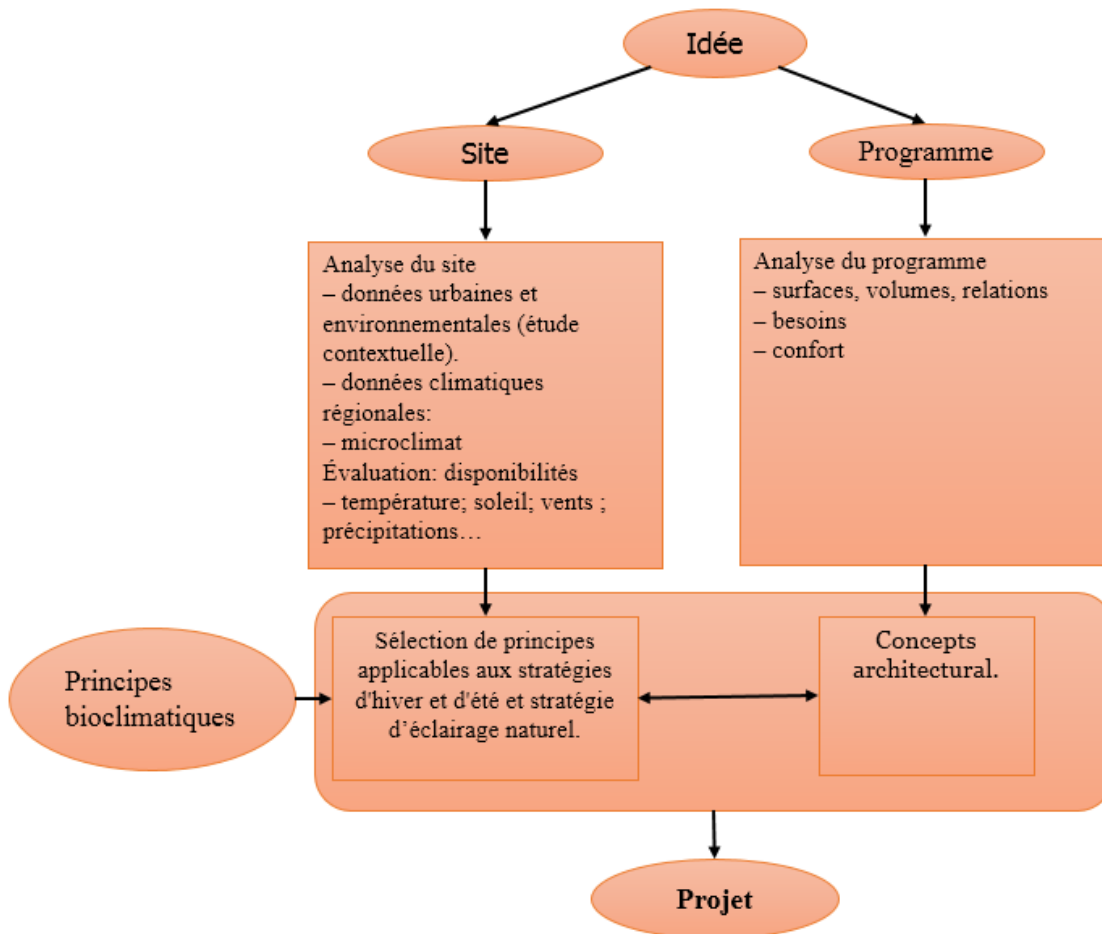 Idée
Site
Programme
Analyse du site
– données urbaines et
environnementales (étude
contextuelle).
– données climatiques
régionales:
– microclimat
Évaluation: disponibilités
– température; soleil; vents ;
précipitations…
Analyse du programme
– surfaces, volumes, relations
– besoins
– confort
Principes
bioclimatiques
Sélection de principes
applicables aux stratégies
d'hiver et d'été et stratégie
d’éclairage naturel.
Concepts
architectural.
Projet